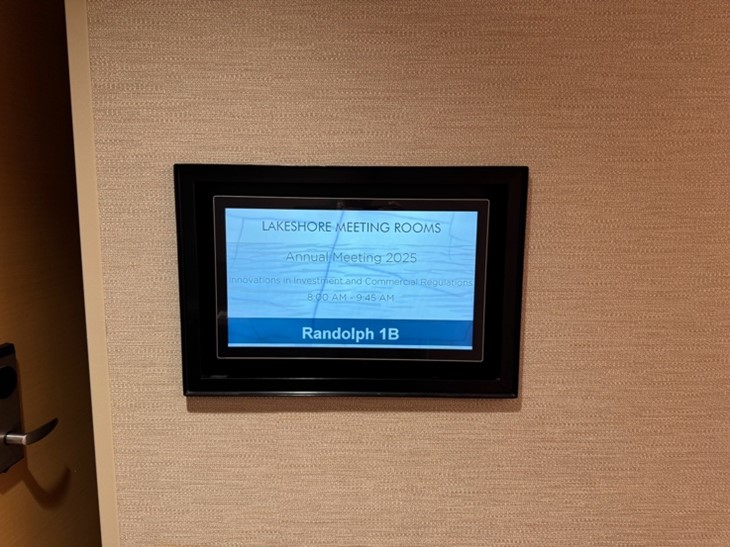 LAKESHORE MEETING ROOMS
Annual Meeting 2025
Innovations in Investment and Commercial Regulations
8:00 AM - 9:45 AM
Randolph 1B